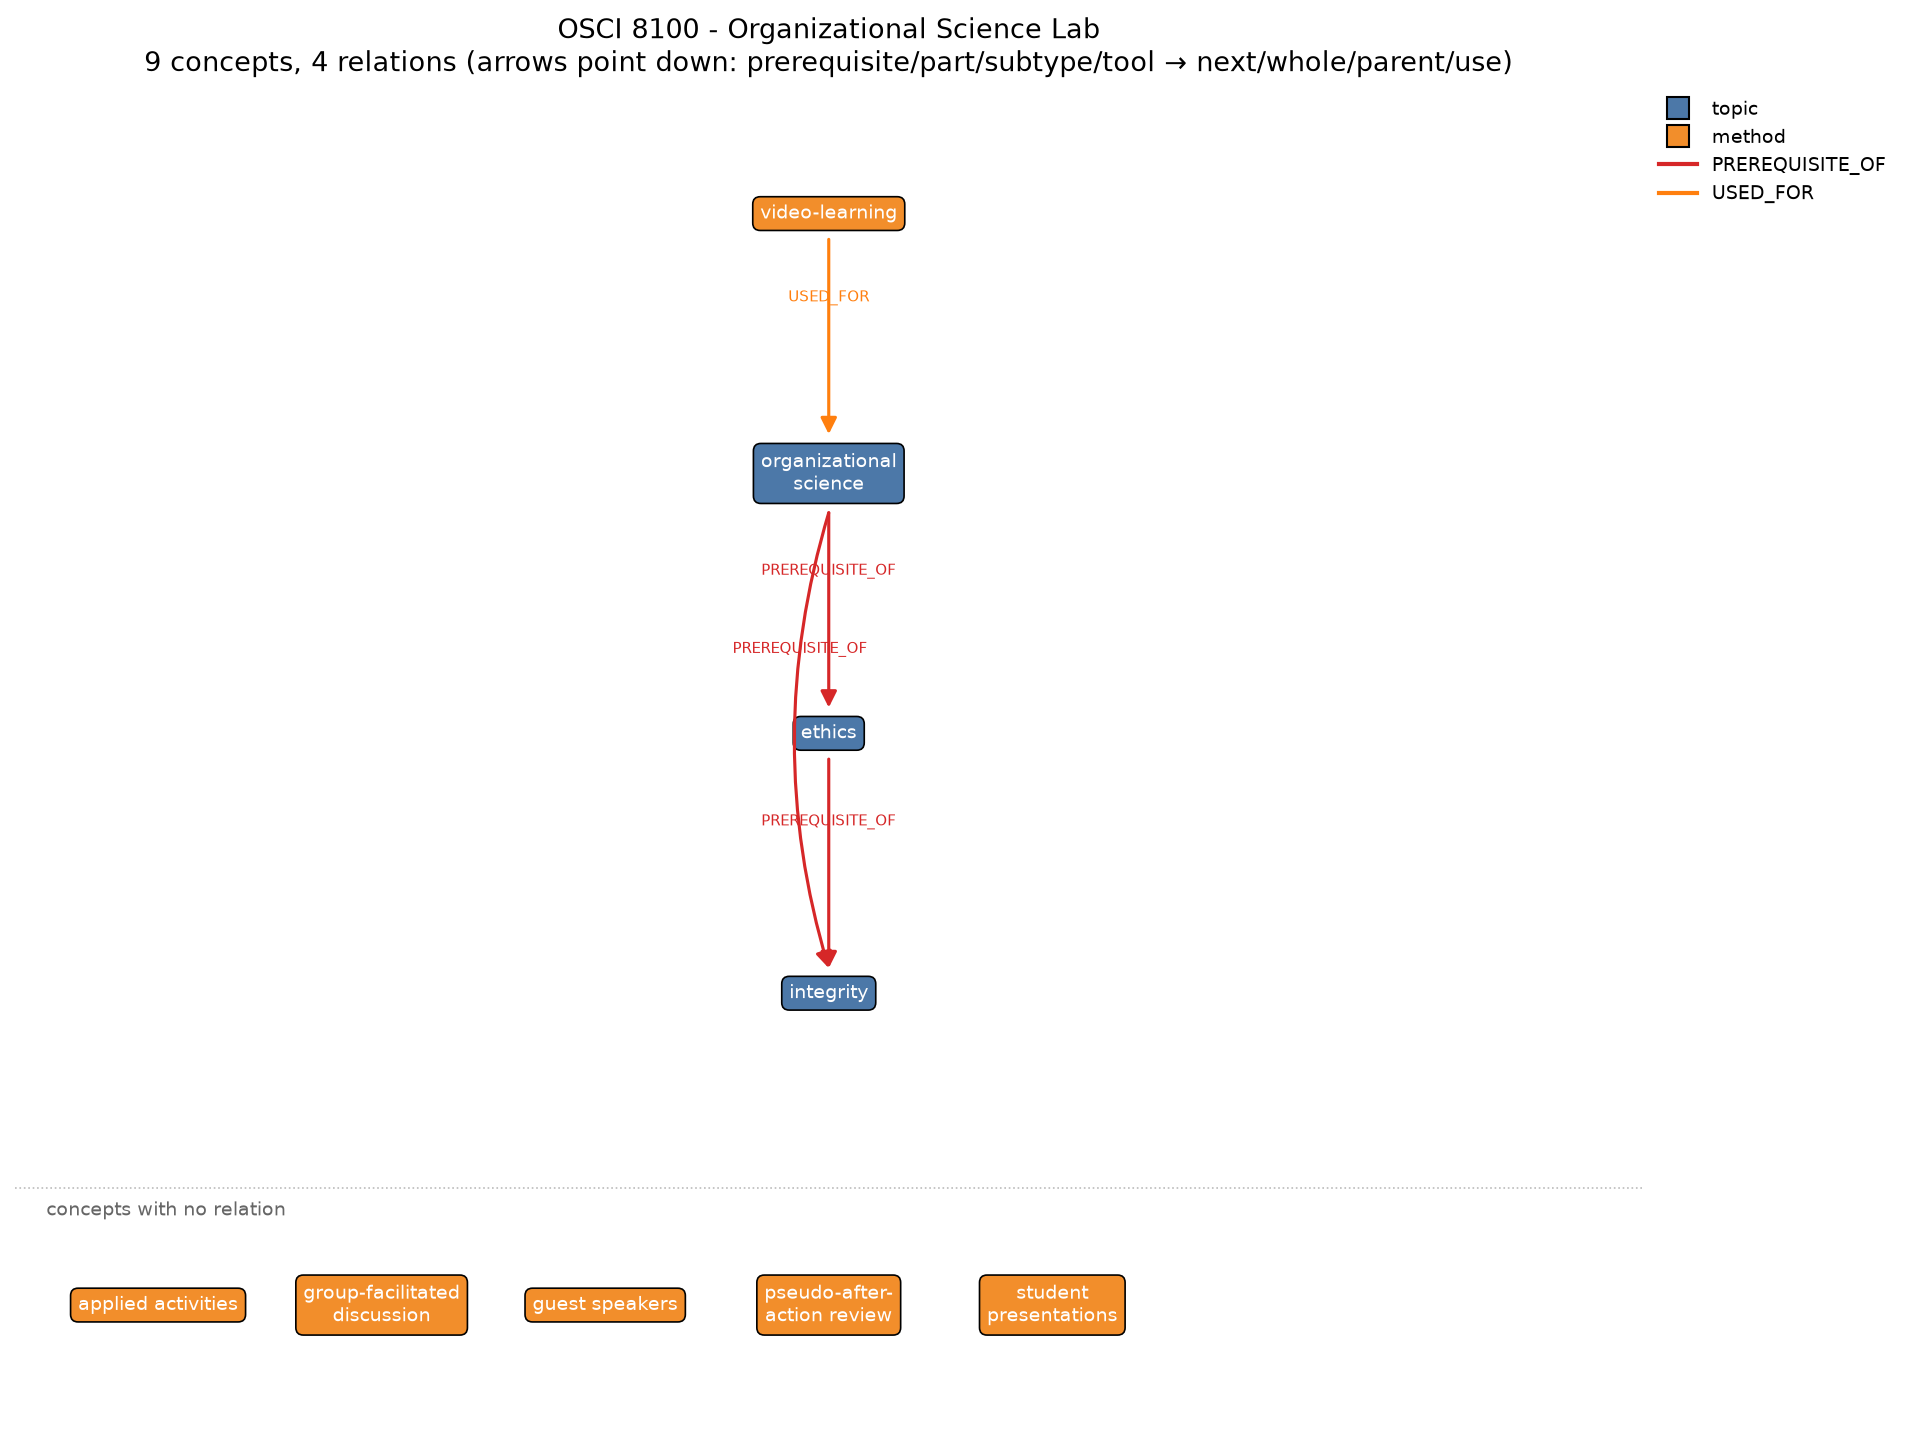 OSCI 8100 - Organizational Science Lab
9 concepts, 4 relations (arrows point down: prerequisite/part/subtype/tool → next/whole/parent/use)
topic
method
PREREQUISITE_OF
USED_FOR
video-learning
USED_FOR
organizational
science
PREREQUISITE_OF
PREREQUISITE_OF
ethics
PREREQUISITE_OF
integrity
concepts with no relation
applied activities
group-facilitated
discussion
guest speakers
pseudo-after-
action review
student
presentations